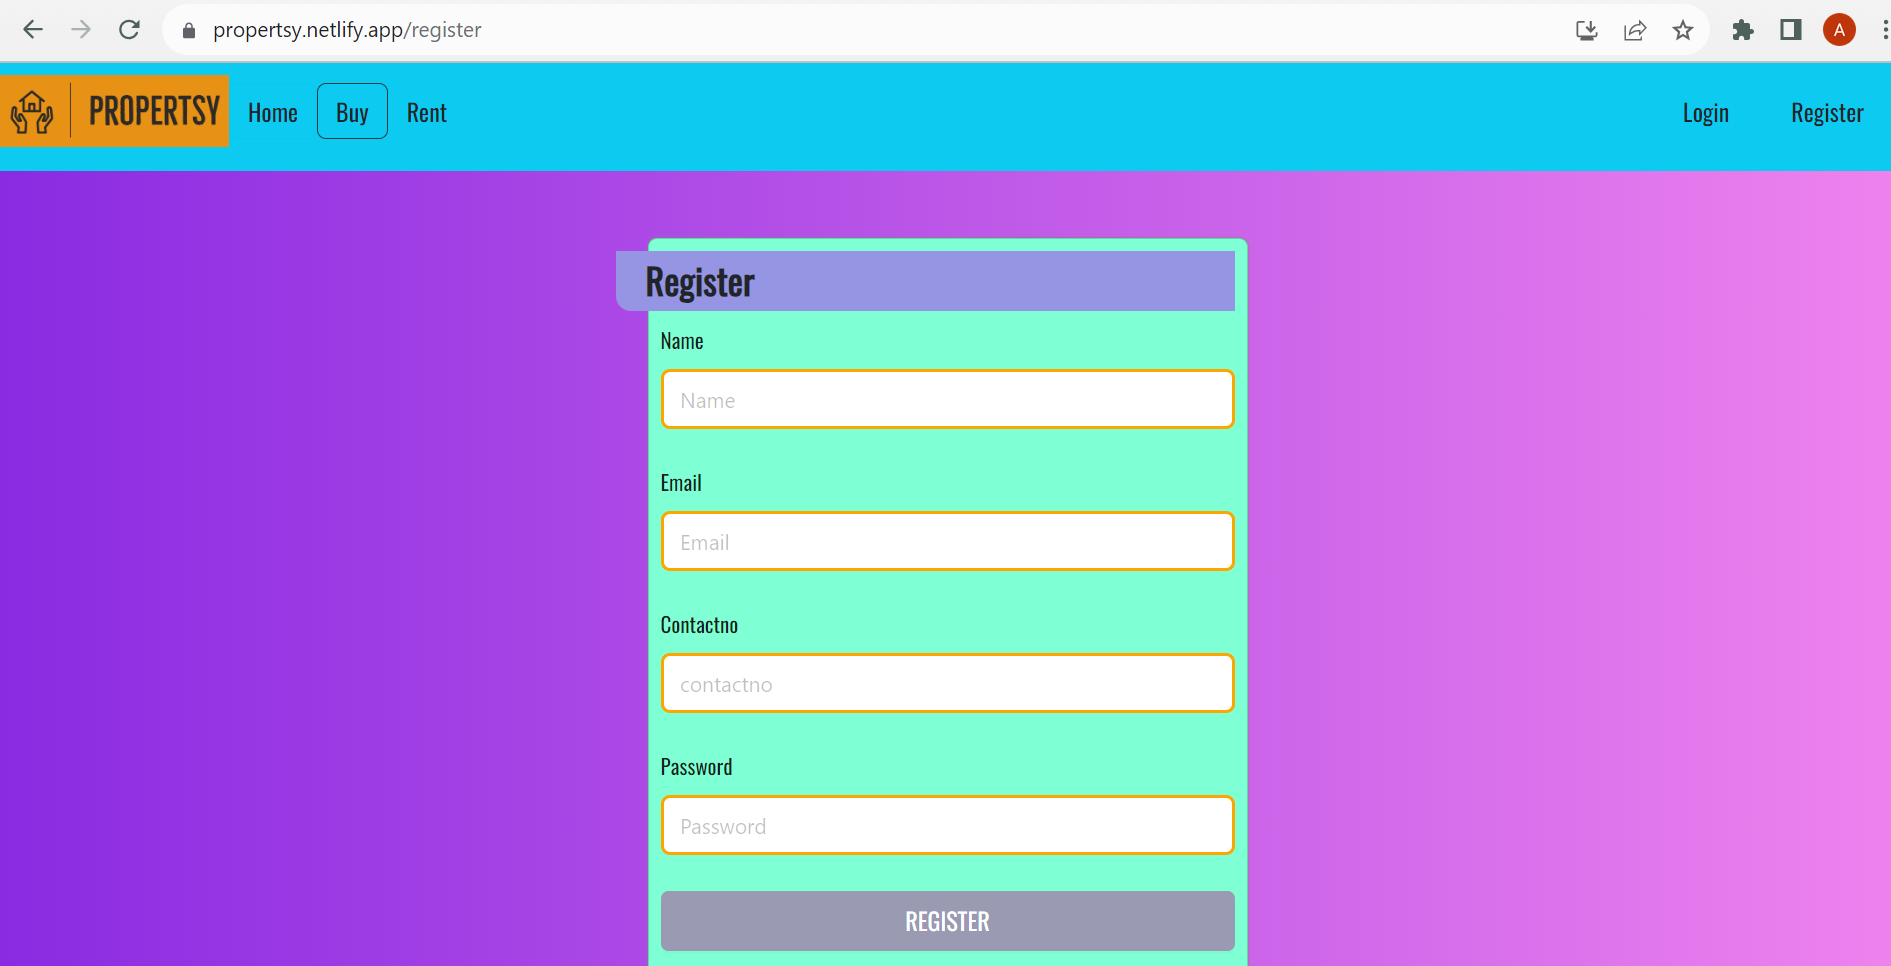 propertsy.netlify.app/register
A
PROPERTSY Home Buy Rent Login Register
Register
Name
Name
Email
Email
Contactno
contactno
Password
Password
REGISTER